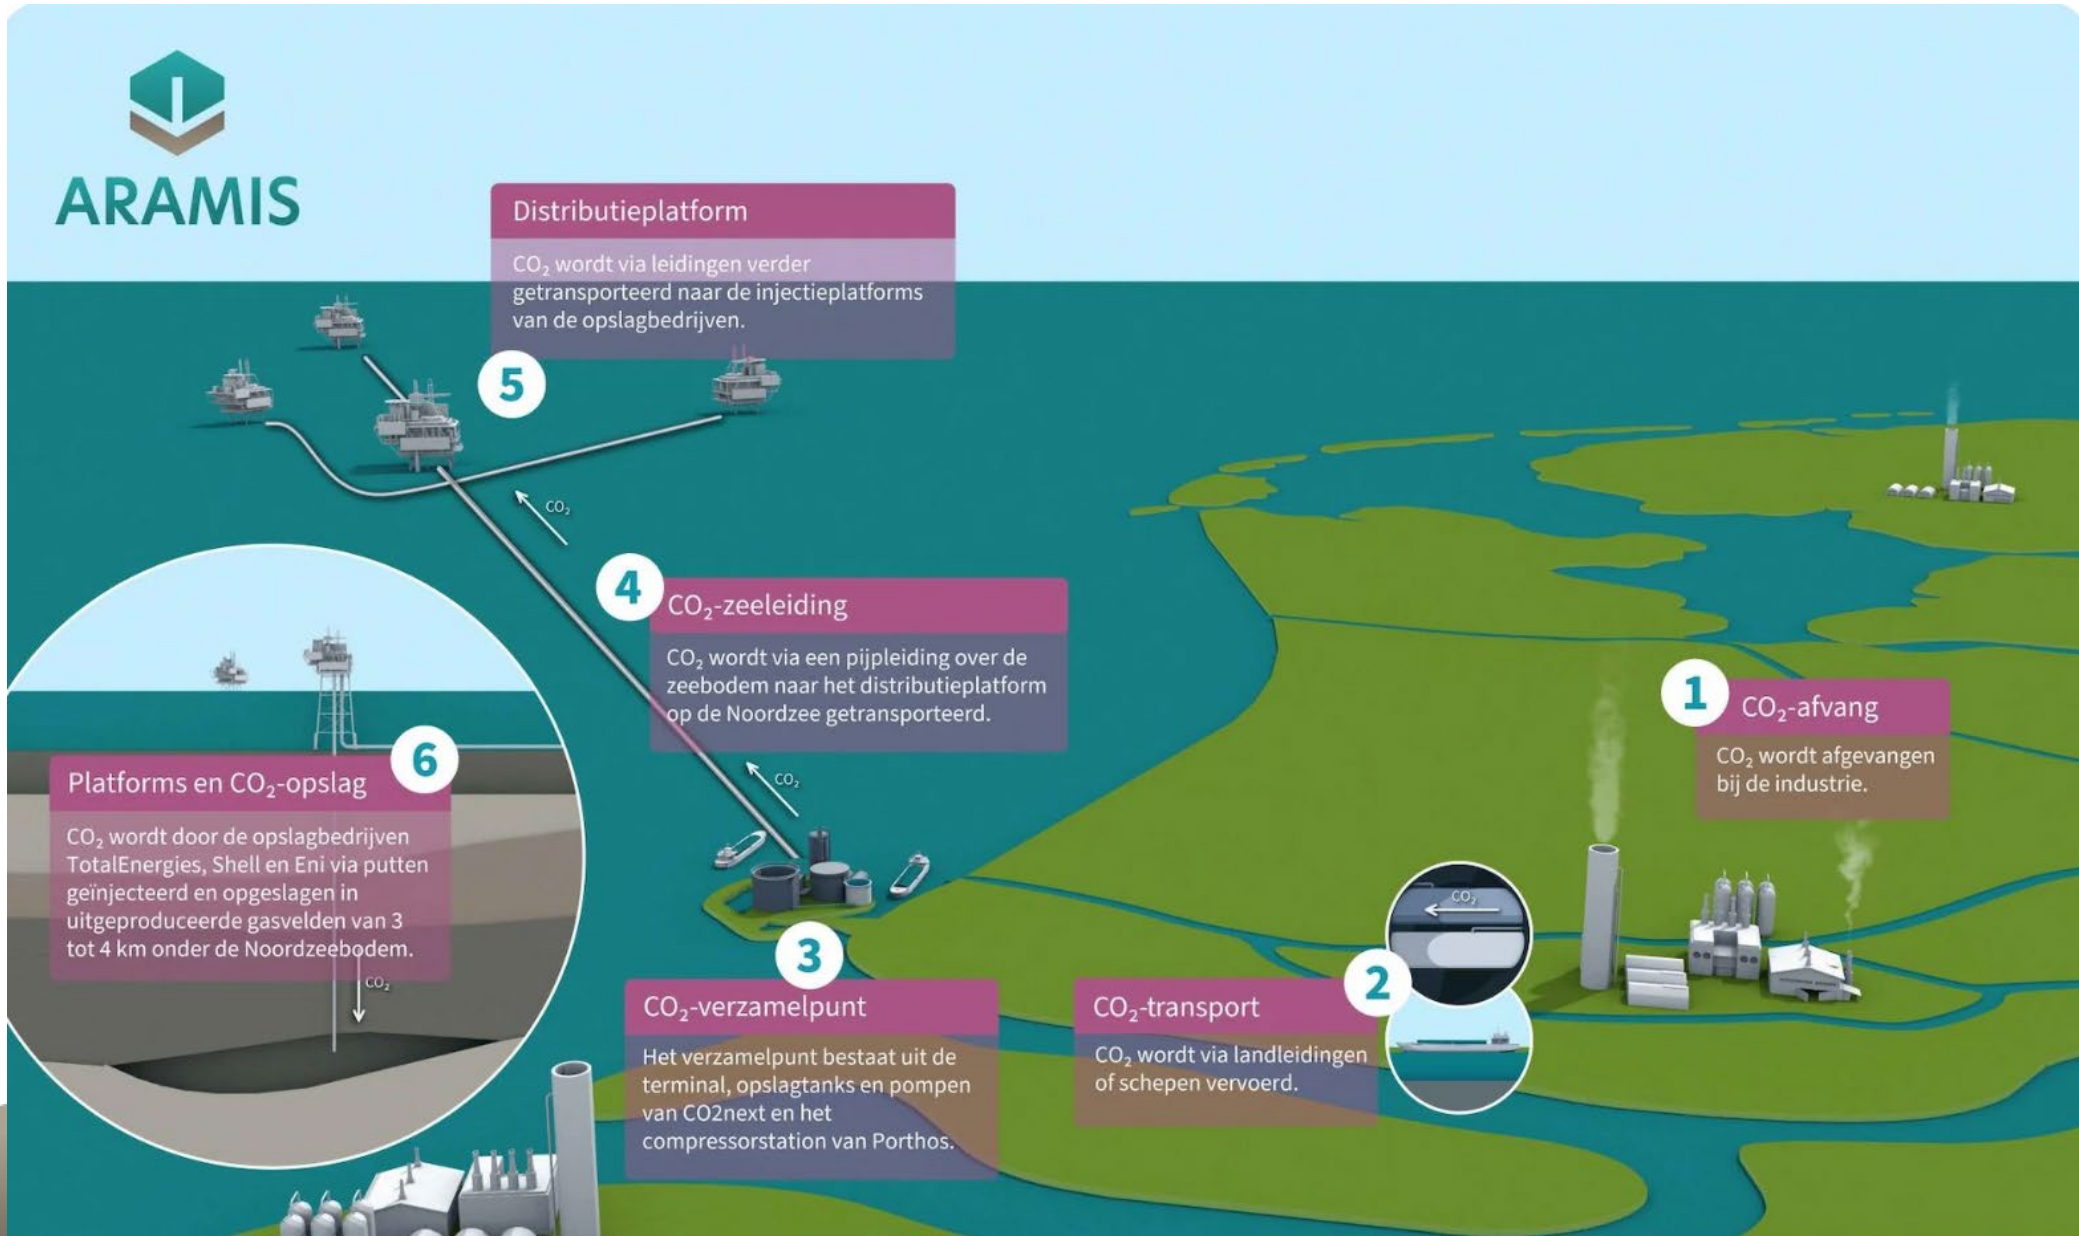 ARAMIS
Distributieplatform
CO₂ wordt via leidingen verder
getransporteerd naar de injectieplatforms
van de opslagbedrijven.
5
CO₂
4
CO₂-zeeleiding
CO₂ wordt via een pijpleiding over de
zeebodem naar het distributieplatform
op de Noordzee getransporteerd.
CO₂
1
CO₂-afvang
CO₂ wordt afgevangen
bij de industrie.
6
Platforms en CO₂-opslag
CO₂ wordt door de opslagbedrijven
TotalEnergies, Shell en Eni via putten
geïnjecteerd en opgeslagen in
uitgeproduceerde gasvelden van 3
tot 4 km onder de Noordzeebodem.
CO₂
3
CO₂-verzamelpunt
Het verzamelpunt bestaat uit de
terminal, opslagtanks en pompen
van CO2next en het
compressorstation van Porthos.
CO₂
2
CO₂-transport
CO₂ wordt via landleidingen
of schepen vervoerd.